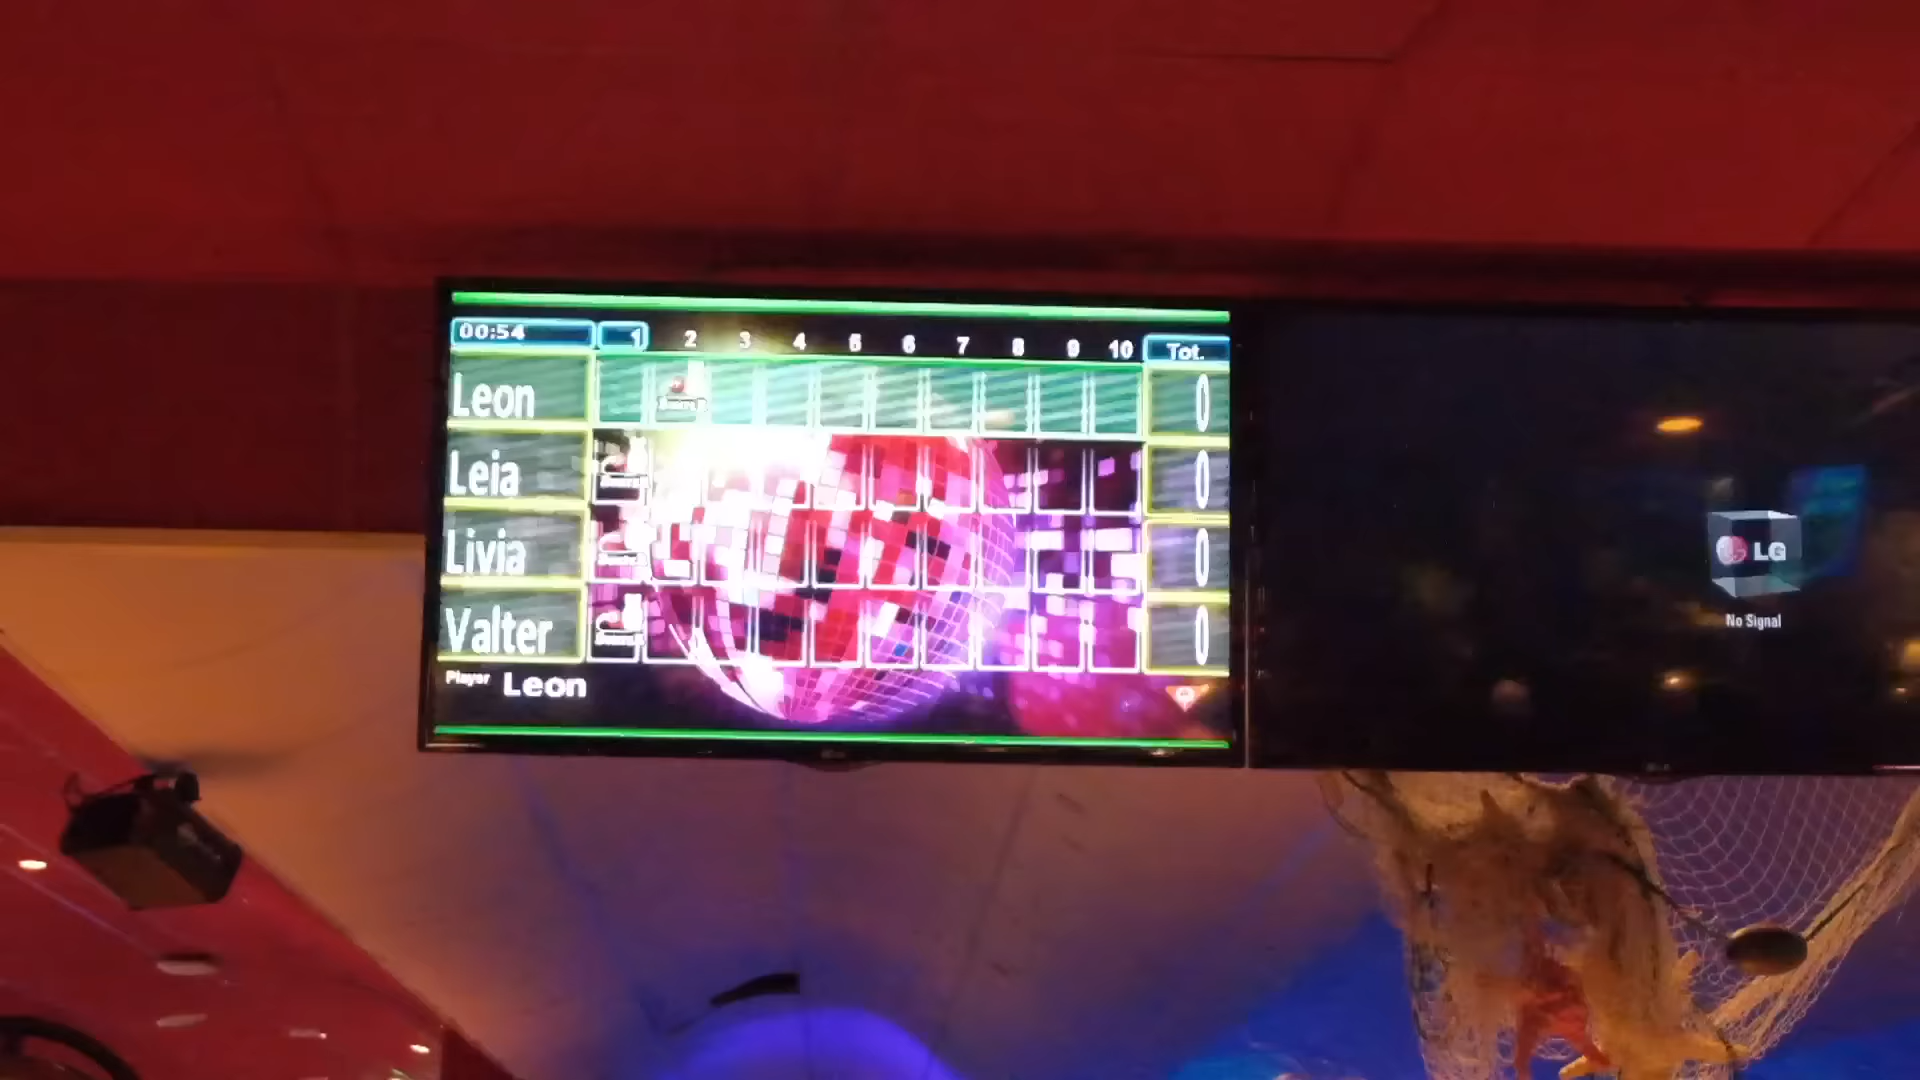 00:54 1 2 3 4 5 6 7 8 9 10 Tot.
Leon 0
Leia 0
Livia 0
Valter 0
Player Leon
LG
No Signal